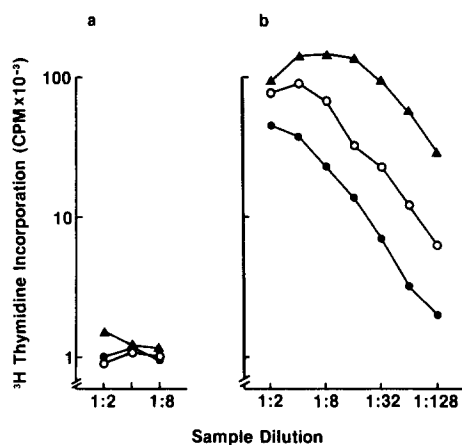 a
b
³H Thymidine Incorporation (CPM x 10⁻³)
100
10
1
1:2 1:8
1:2 1:8 1:32 1:128
Sample Dilution